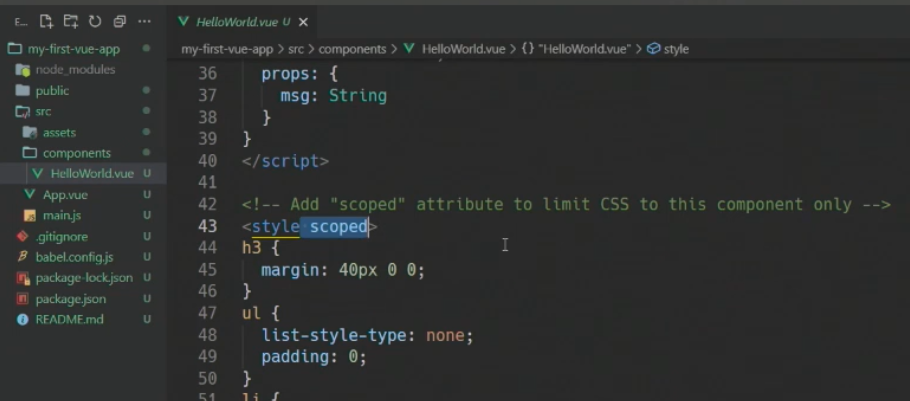 E... ...
my-first-vue-app
node_modules
public
src
assets
components
HelloWorld.vue U
App.vue U
main.js U
.gitignore U
babel.config.js U
package-lock.json U
package.json U
README.md U
HelloWorld.vue U ×
my-first-vue-app > src > components > HelloWorld.vue > {} "HelloWorld.vue" > style
36 props: {
37 msg: String
38 }
39 }
40 </script>
41
42 <!-- Add "scoped" attribute to limit CSS to this component only -->
43 <style scoped>
44 h3 {
45 margin: 40px 0 0;
46 }
47 ul {
48 list-style-type: none;
49 padding: 0;
50 }
51 li {